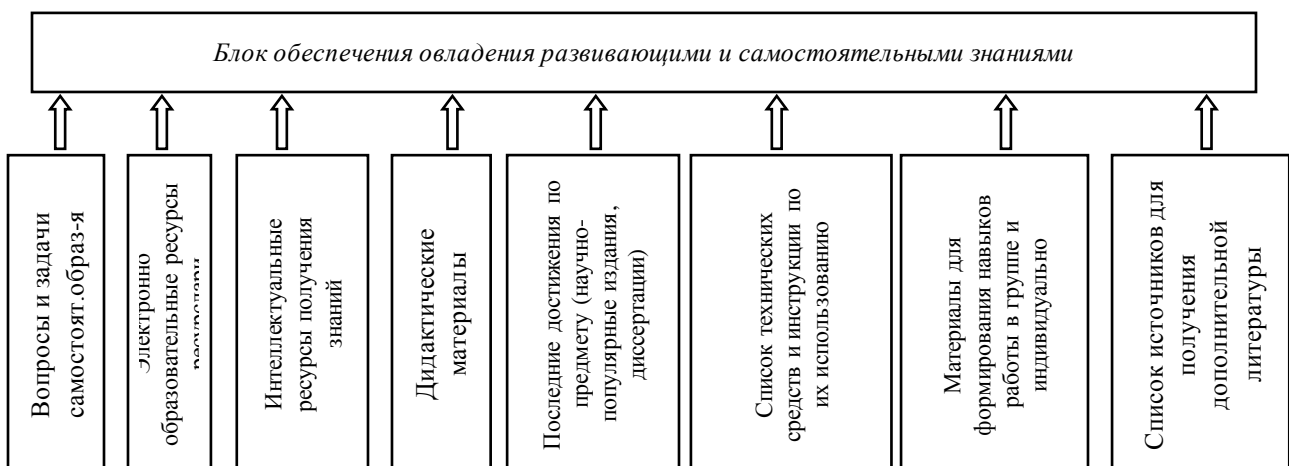 Блок обеспечения овладения развивающими и самостоятельными знаниями
Вопросы и задачи
самостоят.образ-я
Электронно
образовательные ресурсы
Интеллектуальные
ресурсы получения
знаний
Дидактические
материалы
Последние достижения по
предмету (научно-
популярные издания,
диссертации)
Список технических
средств и инструкции по
их использованию
Материалы для
формирования навыков
работы в группе и
индивидуально
Список источников для
получения
дополнительной
литературы